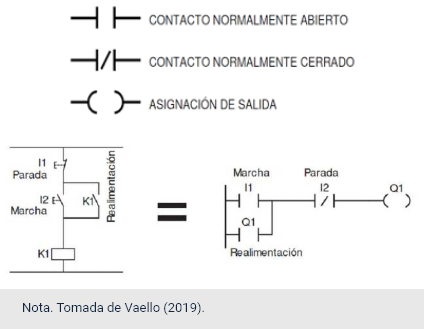 CONTACTO NORMALMENTE ABIERTO
CONTACTO NORMALMENTE CERRADO
ASIGNACIÓN DE SALIDA
I1
Parada
I2
Marcha
K1
Realimentación
K1
Marcha
I1
Parada
I2
Q1
Q1
Realimentación
Nota. Tomada de Vaello (2019).